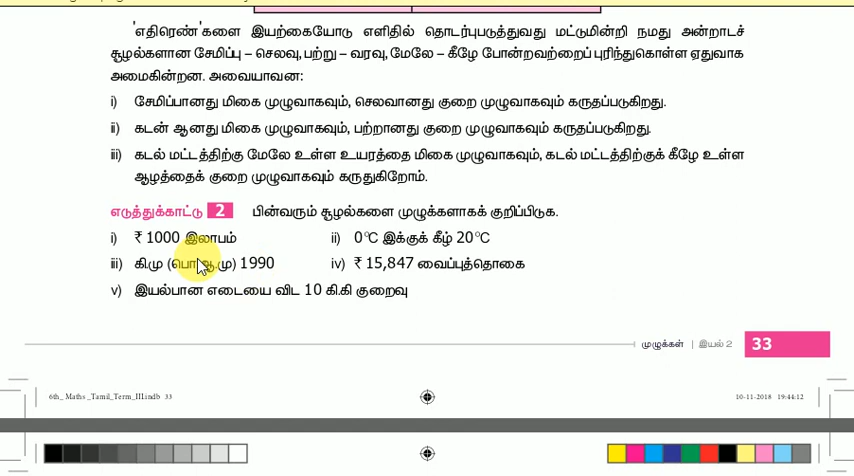 'எதிரெண்'களை இயற்கையோடு எளிதில் தொடர்புபடுத்துவது மட்டுமின்றி நமது அன்றாடச்
சூழல்களான சேமிப்பு – செலவு, பற்று – வரவு, மேலே – கீழே போன்றவற்றைப் புரிந்துகொள்ள ஏதுவாக
அமைகின்றன. அவையாவன:
i) சேமிப்பானது மிகை முழுவாகவும், செலவானது குறை முழுவாகவும் கருதப்படுகிறது.
ii) கடன் ஆனது மிகை முழுவாகவும், பற்றானது குறை முழுவாகவும் கருதப்படுகிறது.
iii) கடல் மட்டத்திற்கு மேலே உள்ள உயரத்தை மிகை முழுவாகவும், கடல் மட்டத்திற்குக் கீழே உள்ள
ஆழத்தைக் குறை முழுவாகவும் கருதுகிறோம்.
எடுத்துக்காட்டு 2 பின்வரும் சூழல்களை முழுக்களாகக் குறிப்பிடுக.
i) ₹ 1000 இலாபம் ii) 0°C இக்குக் கீழ் 20°C
iii) கி.மு (பொ.ஆ.மு) 1990 iv) ₹ 15,847 வைப்புத்தொகை
v) இயல்பான எடையை விட 10 கி.கி குறைவு
முழுக்கள் | இயல் 2 33
6th_ Maths _Tamil_Term_III.indb 33 10-11-2018 19:44:12